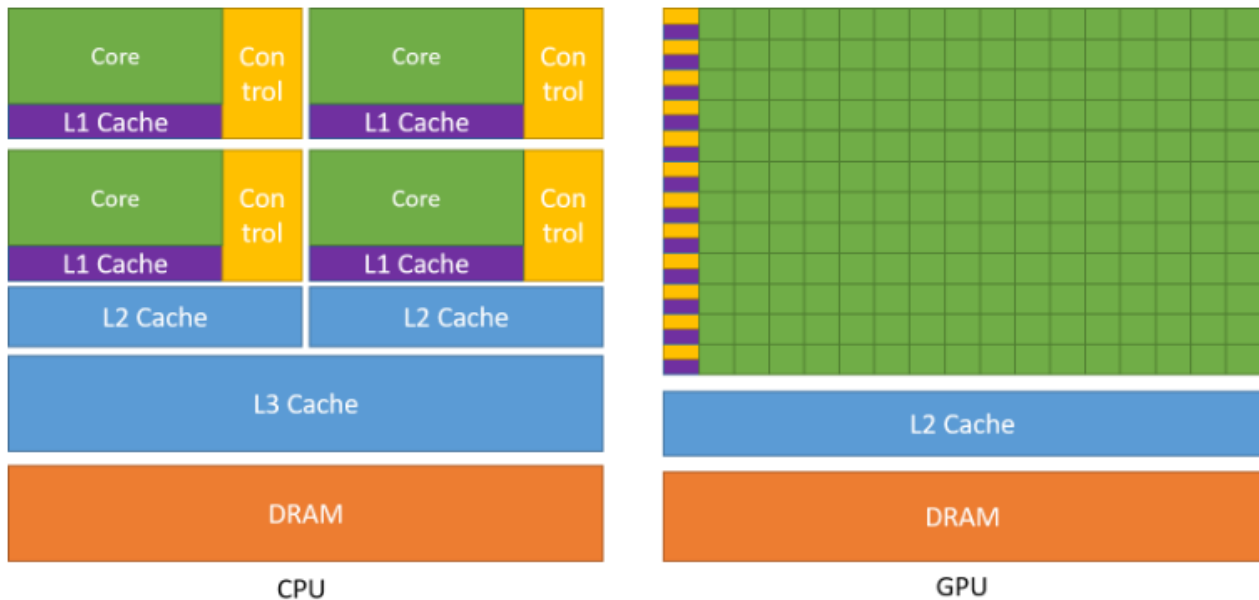 Core
Con
trol
L1 Cache
Core
Con
trol
L1 Cache
Core
Con
trol
L1 Cache
Core
Con
trol
L1 Cache
L2 Cache
L2 Cache
L3 Cache
DRAM
CPU
L2 Cache
DRAM
GPU